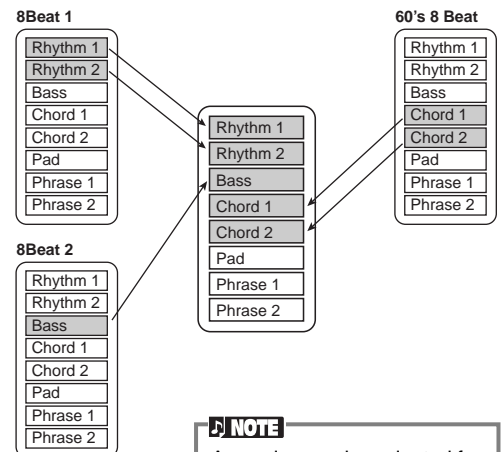 8Beat 1
Rhythm 1
Rhythm 2
Bass
Chord 1
Chord 2
Pad
Phrase 1
Phrase 2
8Beat 2
Rhythm 1
Rhythm 2
Bass
Chord 1
Chord 2
Pad
Phrase 1
Phrase 2
Rhythm 1
Rhythm 2
Bass
Chord 1
Chord 2
Pad
Phrase 1
Phrase 2
60's 8 Beat
Rhythm 1
Rhythm 2
Bass
Chord 1
Chord 2
Pad
Phrase 1
Phrase 2
NOTE